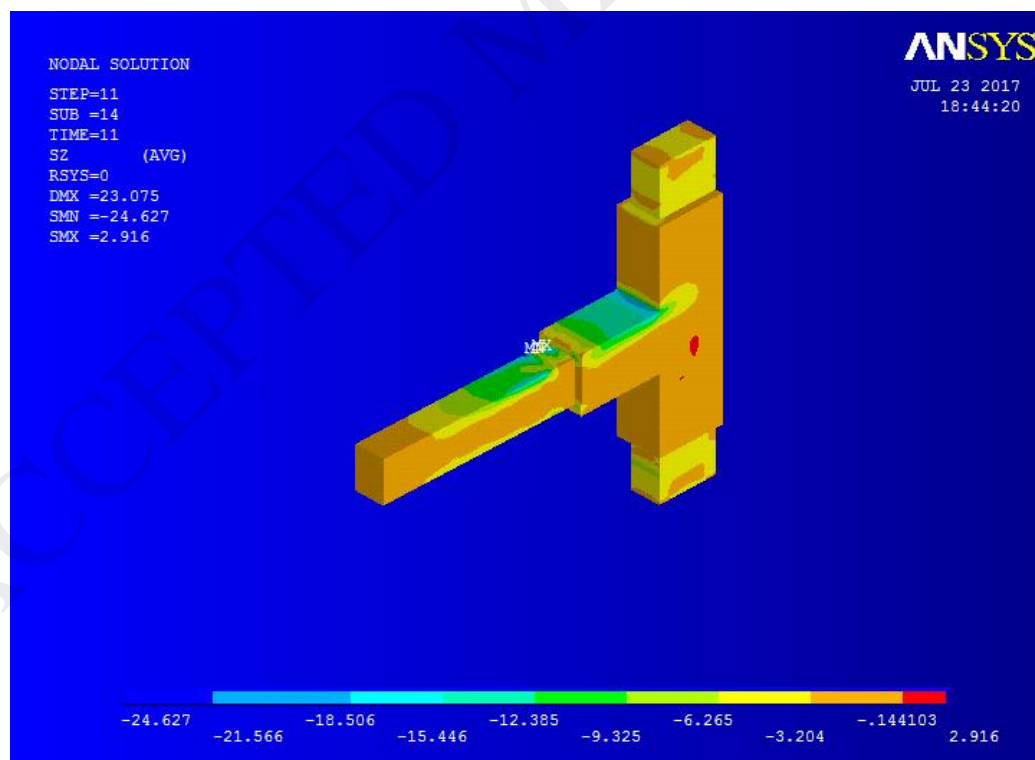 ANSYS
JUL 23 2017
18:44:20
NODAL SOLUTION
STEP=11
SUB =14
TIME=11
SZ (AVG)
RSYS=0
DMX =23.075
SMN =-24.627
SMX =2.916
MX
-24.627 -18.506 -12.385 -6.265 -.144103
-21.566 -15.446 -9.325 -3.204 2.916
ACCEPTED